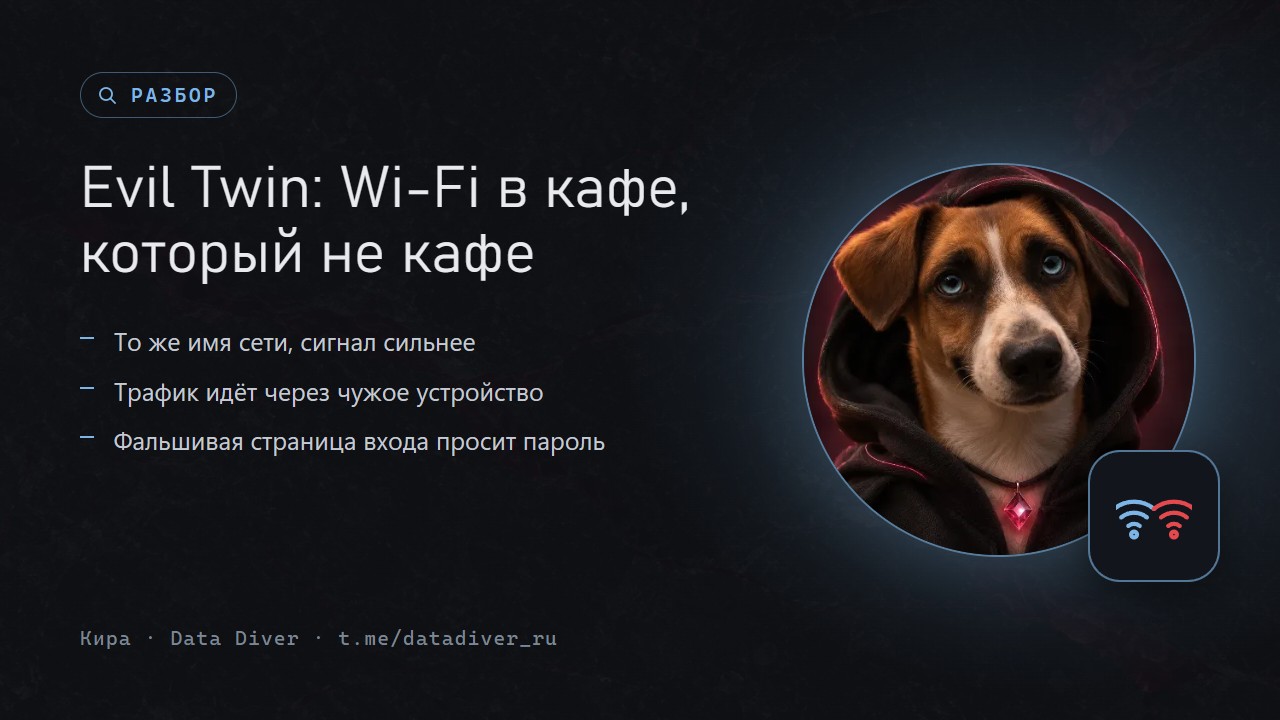 РАЗБОР
Evil Twin: Wi-Fi в кафе,
который не кафе
То же имя сети, сигнал сильнее
Трафик идёт через чужое устройство
Фальшивая страница входа просит пароль
Кира · Data Diver · t.me/datadiver_ru